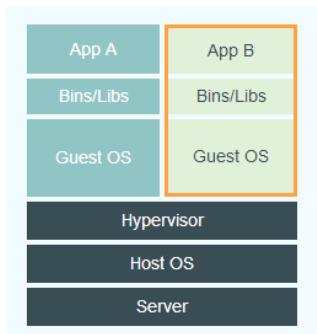 App A
App B
Bins/Libs
Bins/Libs
Guest OS
Guest OS
Hypervisor
Host OS
Server